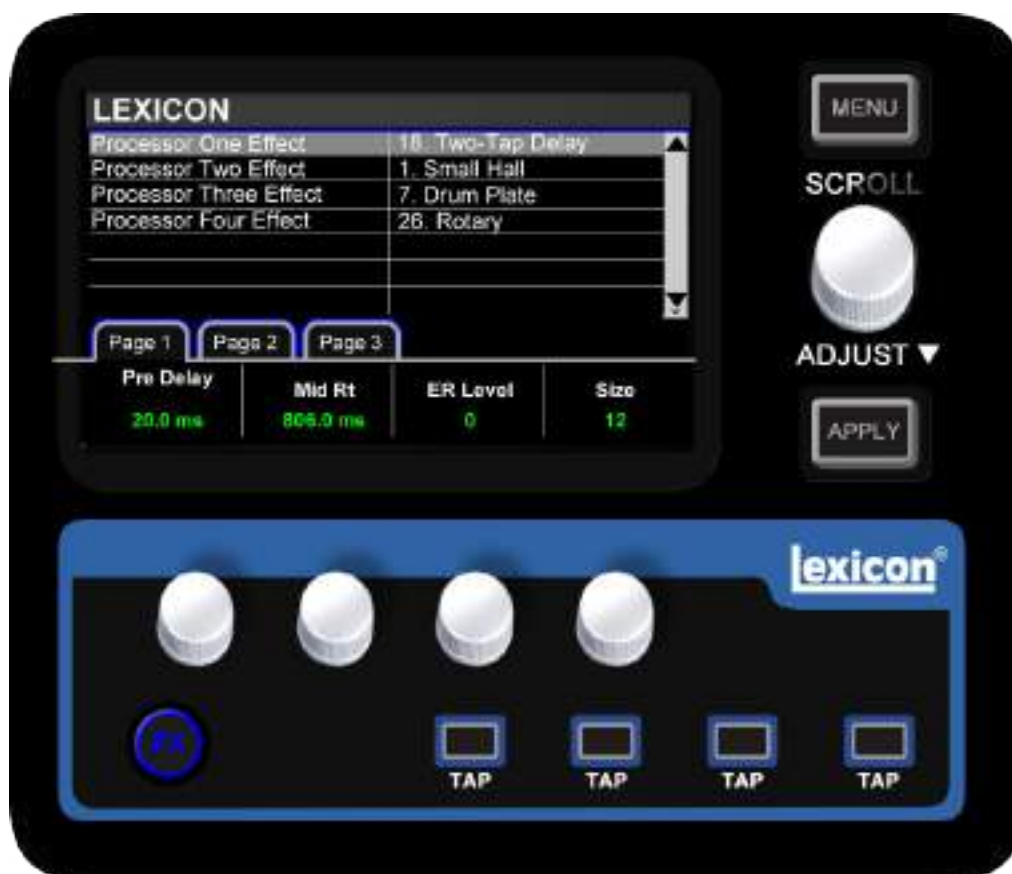 LEXICON
Processor One Effect 18. Two-Tap Delay
Processor Two Effect 1. Small Hall
Processor Three Effect 7. Drum Plate
Processor Four Effect 26. Rotary
Page 1 Page 2 Page 3
Pre Delay Mid Rt ER Level Size
20.0 ms 806.0 ms 0 12
MENU
SCROLL
ADJUST ▼
APPLY
lexicon®
FX
TAP TAP TAP TAP